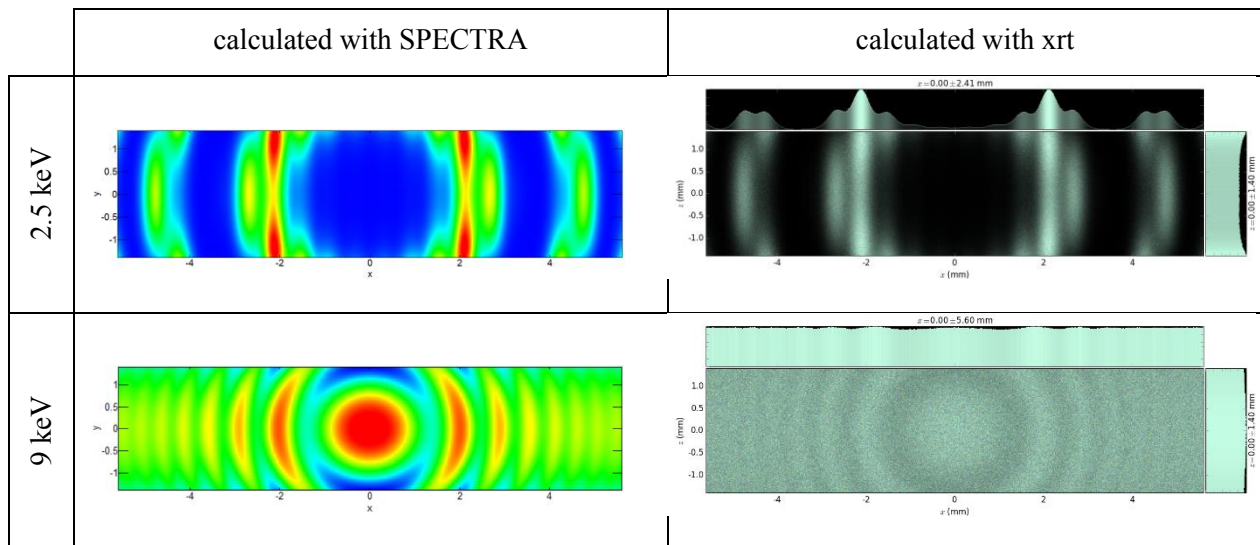 calculated with SPECTRA
calculated with xrt
2.5 keV
1
0.5
0
-0.5
-1
y
-4
-2
0
2
4
x
x=0.00±2.41 mm
1.0
0.5
0.0
-0.5
-1.0
z (mm)
-4
-2
0
2
4
x (mm)
z=0.00±1.40 mm
9 keV
1
0.5
0
-0.5
-1
y
-4
-2
0
2
4
x
x=0.00±5.60 mm
1.0
0.5
0.0
-0.5
-1.0
z (mm)
-4
-2
0
2
4
x (mm)
z=0.00±1.40 mm